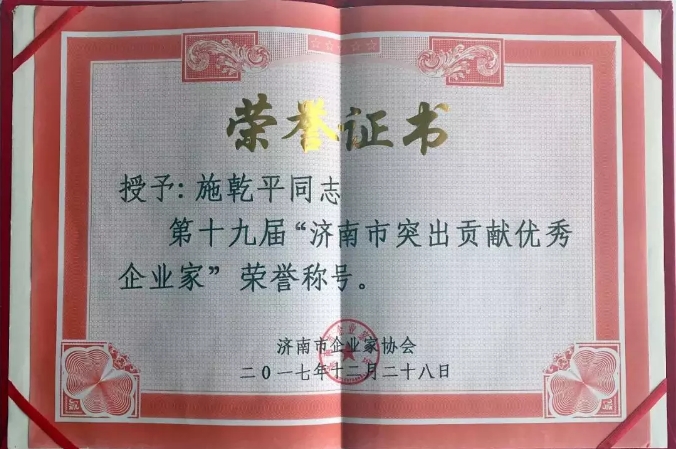 荣誉证书
授予：施乾平同志
第十九届“济南市突出贡献优秀
企业家”荣誉称号。
济南市企业家协会
二0一七年十二月二十八日